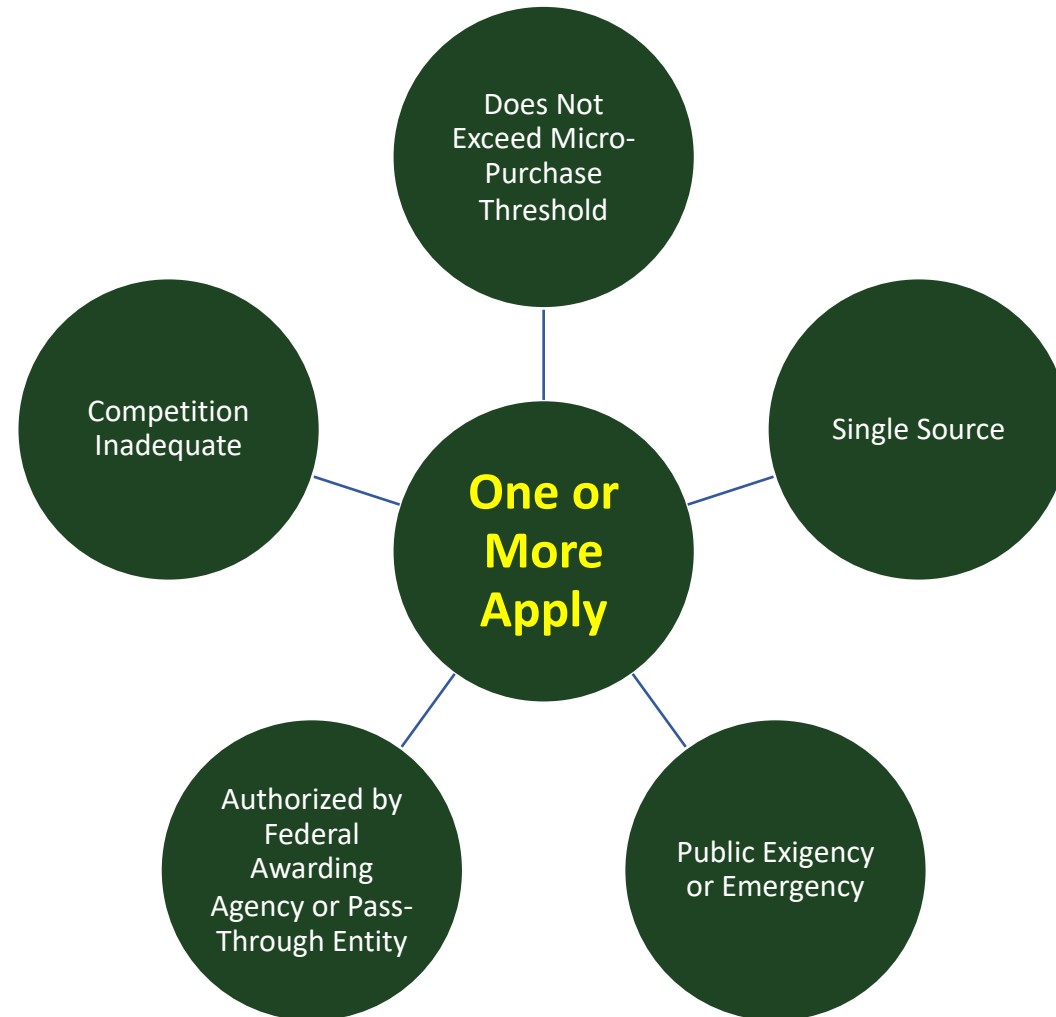 Does Not
Exceed Micro-
Purchase
Threshold
Competition
Inadequate
Single Source
One or
More
Apply
Authorized by
Federal
Awarding
Agency or Pass-
Through Entity
Public Exigency
or Emergency